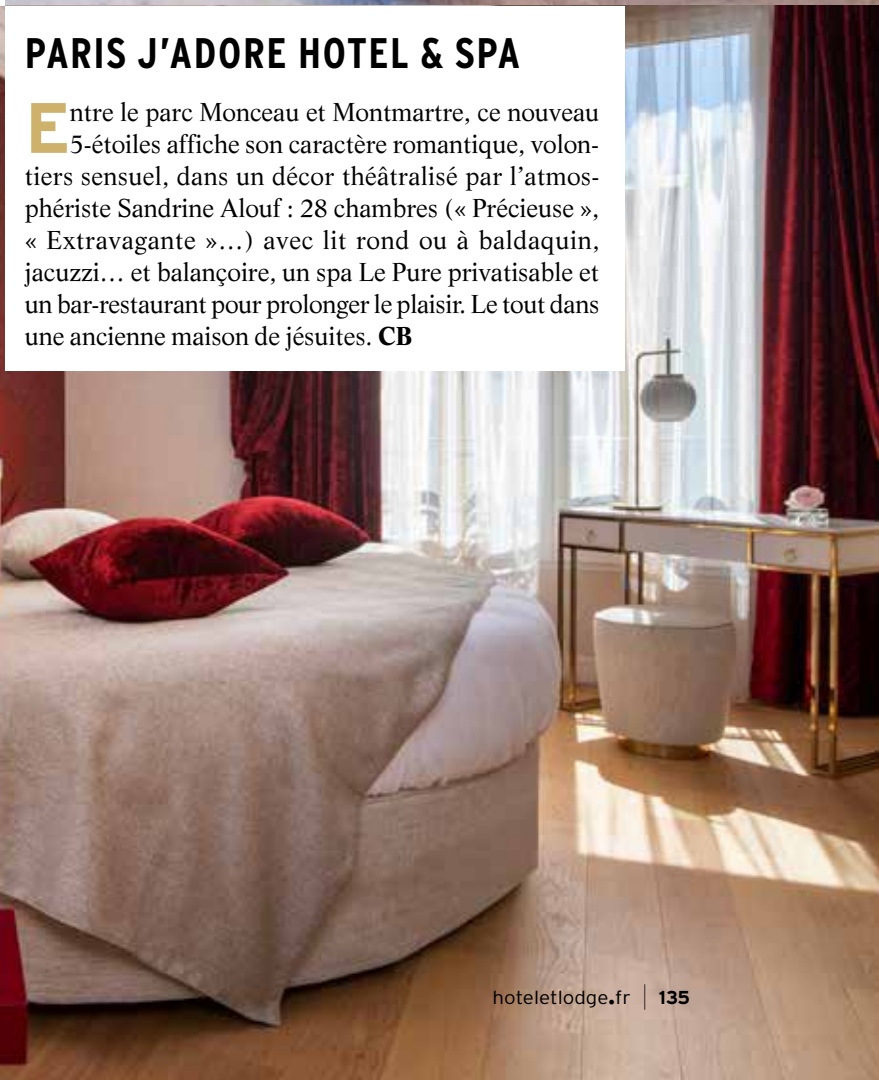 PARIS J'ADORE HOTEL & SPA
Entre le parc Monceau et Montmartre, ce nouveau
5-étoiles affiche son caractère romantique, volon-
tiers sensuel, dans un décor théâtralisé par l'atmos-
phériste Sandrine Alouf : 28 chambres (« Précieuse »,
« Extravagante »…) avec lit rond ou à baldaquin,
jacuzzi… et balançoire, un spa Le Pure privatisable et
un bar-restaurant pour prolonger le plaisir. Le tout dans
une ancienne maison de jésuites. CB
hoteletlodge.fr | 135